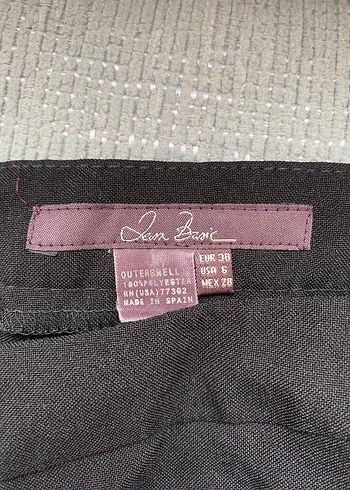 Zara Basic
OUTERSHELL
100%POLYESTER
RN(USA)77302
MADE IN SPAIN
EUR 38
USA 6
MEX 28